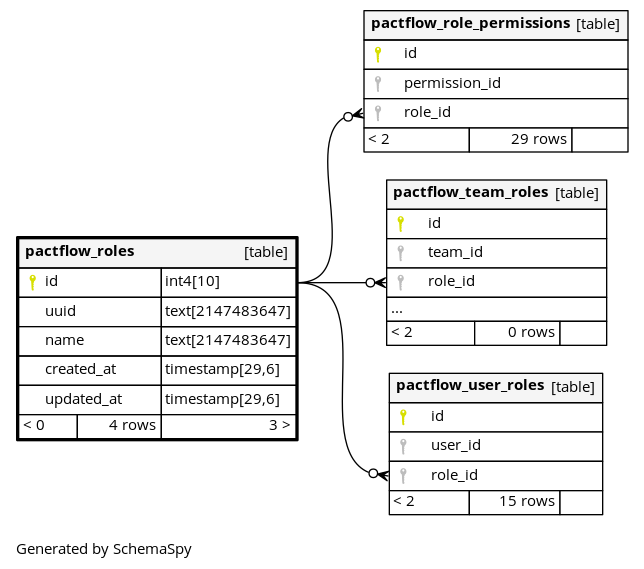 pactflow_role_permissions [table]
id
permission_id
role_id
< 2 29 rows
pactflow_team_roles [table]
id
team_id
role_id
...
< 2 0 rows
pactflow_roles [table]
id int4[10]
uuid text[2147483647]
name text[2147483647]
created_at timestamp[29,6]
updated_at timestamp[29,6]
< 0 4 rows 3 >
pactflow_user_roles [table]
id
user_id
role_id
< 2 15 rows
Generated by SchemaSpy